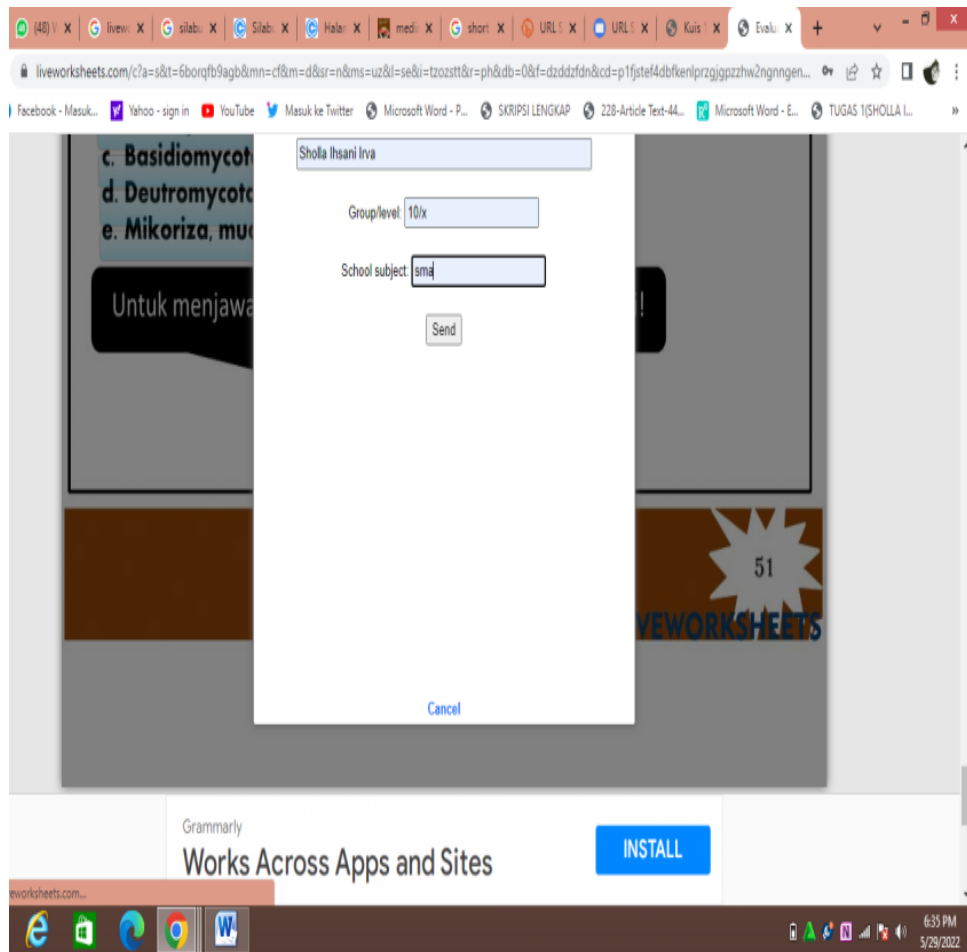 (48) V
livew
silabu
Silab
Halar
medi
short
URL S
URL S
Kuis
Evalu
liveworksheets.com/c?a=s&t=6borqfb9agb&mn=cf&m=d&sr=n&ms=uz&l=se&i=tzozstt&r=ph&db=0&f=dzddzfdn&cd=p1fjstef4dbfkenlprzgjgpzzhw2ngnngen...
Facebook - Masuk...
Yahoo - sign in
YouTube
Masuk ke Twitter
Microsoft Word - P...
SKRIPSI LENGKAP
228-Article Text-44...
Microsoft Word - E...
TUGAS 1(SHOLLA I...
»
c. Basidiomycot
d. Deutromycotc
e. Mikoriza, muc
Sholla Ihsani Irva
Group/level: 10/x
School subject: sma
Send
Untuk menjawa
!
51
VEWORKSHEETS
Cancel
Grammarly
Works Across Apps and Sites
INSTALL
eworksheets.com...
6:35 PM
5/29/2022